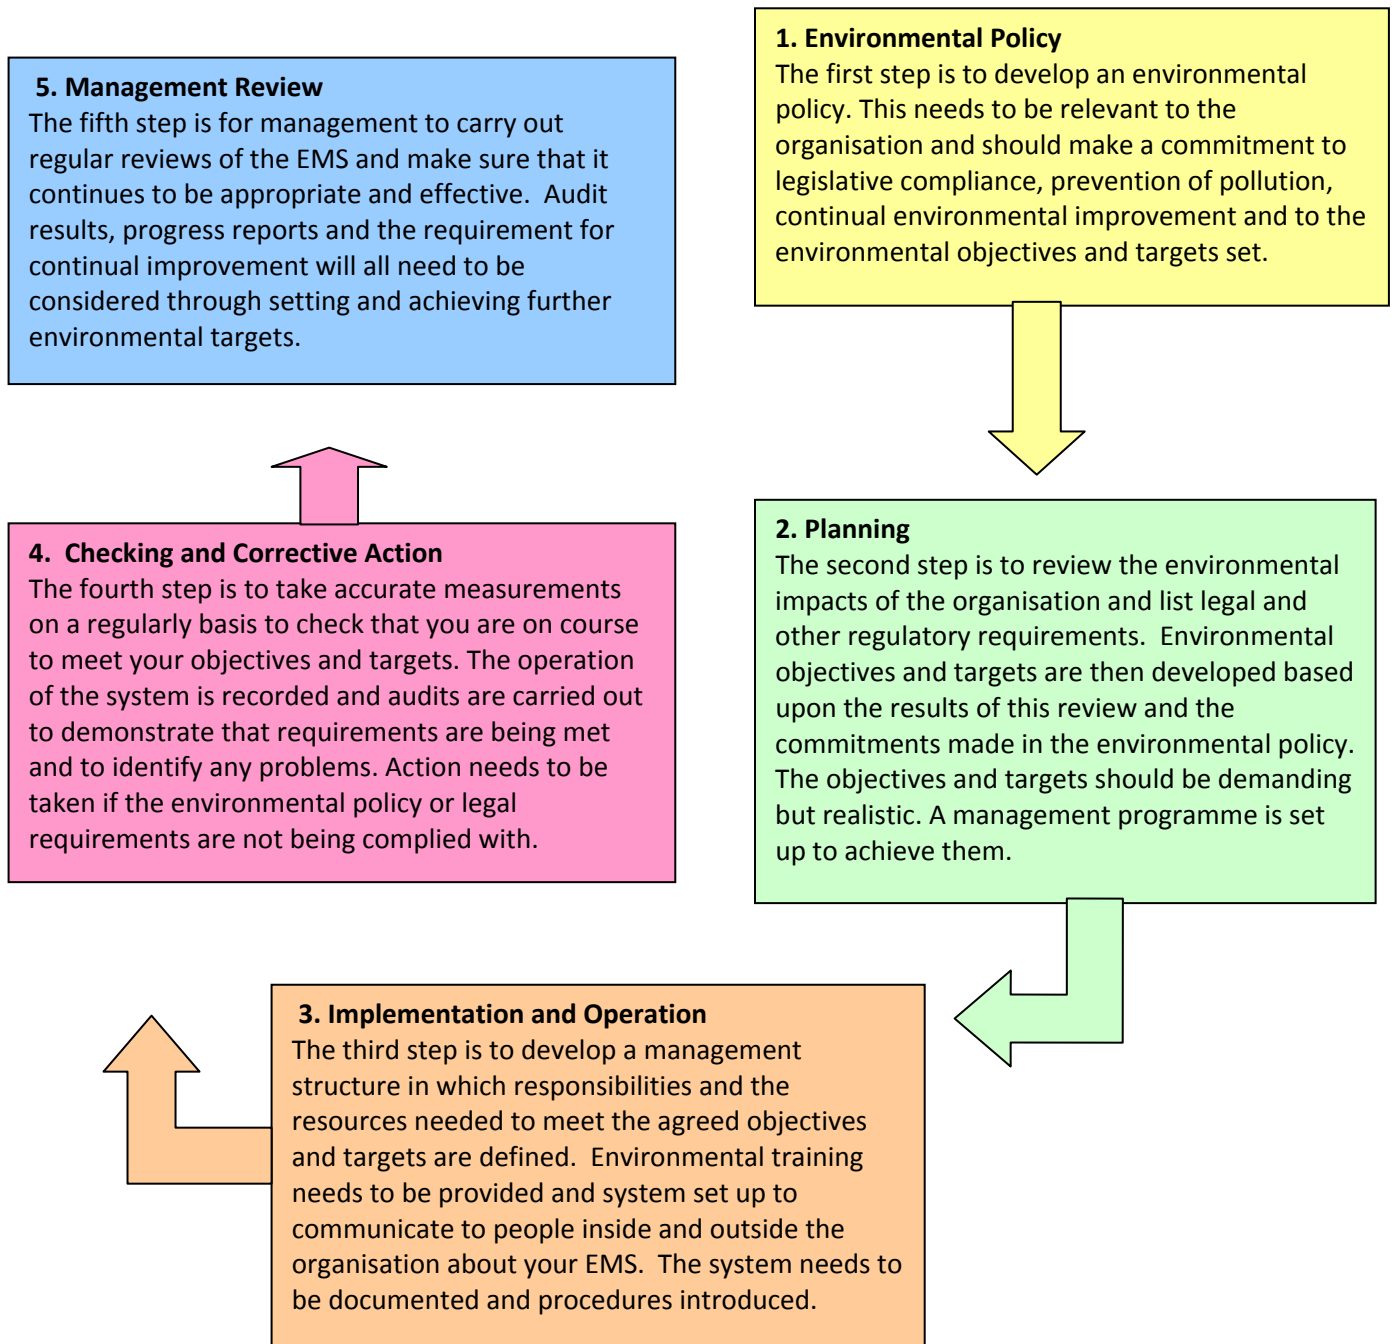 1. Environmental Policy
The first step is to develop an environmental
policy. This needs to be relevant to the
organisation and should make a commitment to
legislative compliance, prevention of pollution,
continual environmental improvement and to the
environmental objectives and targets set.
2. Planning
The second step is to review the environmental
impacts of the organisation and list legal and
other regulatory requirements.  Environmental
objectives and targets are then developed based
upon the results of this review and the
commitments made in the environmental policy.
The objectives and targets should be demanding
but realistic. A management programme is set
up to achieve them.
3. Implementation and Operation
The third step is to develop a management
structure in which responsibilities and the
resources needed to meet the agreed objectives
and targets are defined.  Environmental training
needs to be provided and system set up to
communicate to people inside and outside the
organisation about your EMS.  The system needs to
be documented and procedures introduced.
4.  Checking and Corrective Action
The fourth step is to take accurate measurements
on a regularly basis to check that you are on course
to meet your objectives and targets. The operation
of the system is recorded and audits are carried out
to demonstrate that requirements are being met
and to identify any problems. Action needs to be
taken if the environmental policy or legal
requirements are not being complied with.
5. Management Review
The fifth step is for management to carry out
regular reviews of the EMS and make sure that it
continues to be appropriate and effective.  Audit
results, progress reports and the requirement for
continual improvement will all need to be
considered through setting and achieving further
environmental targets.